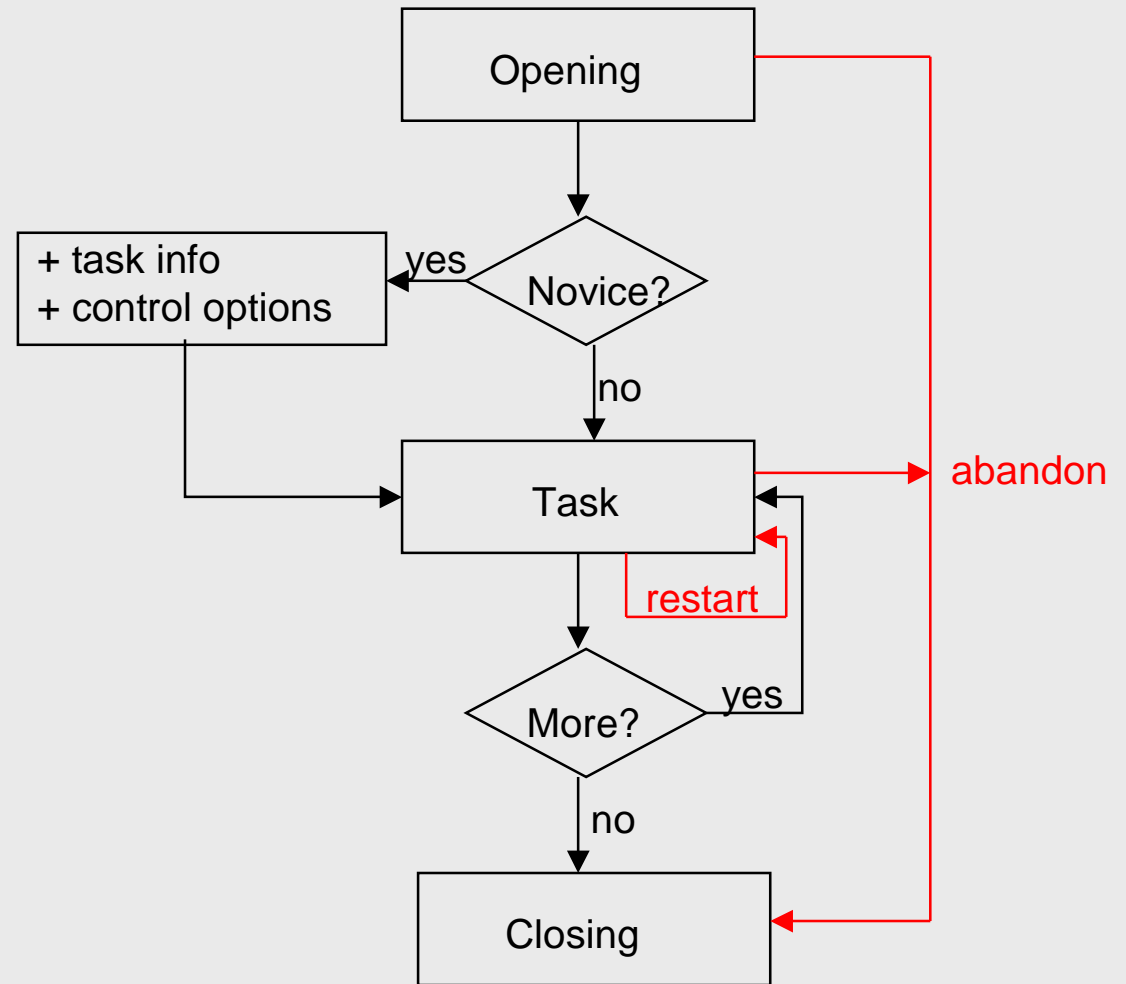 Opening
+ task info
+ control options
yes
Novice?
no
Task
abandon
restart
More?
yes
no
Closing